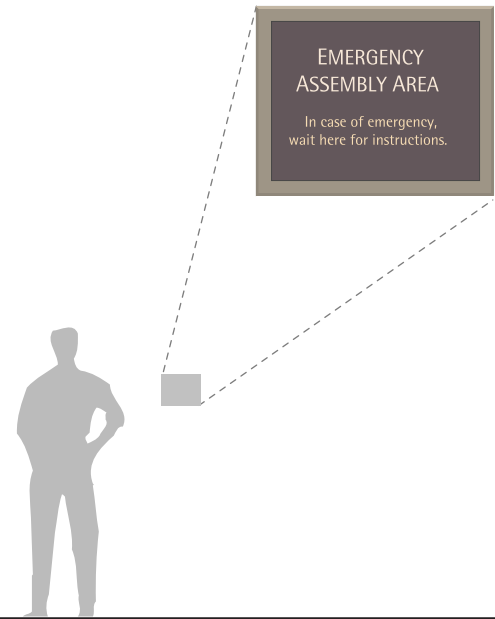 EMERGENCY
ASSEMBLY AREA
In case of emergency,
wait here for instructions.